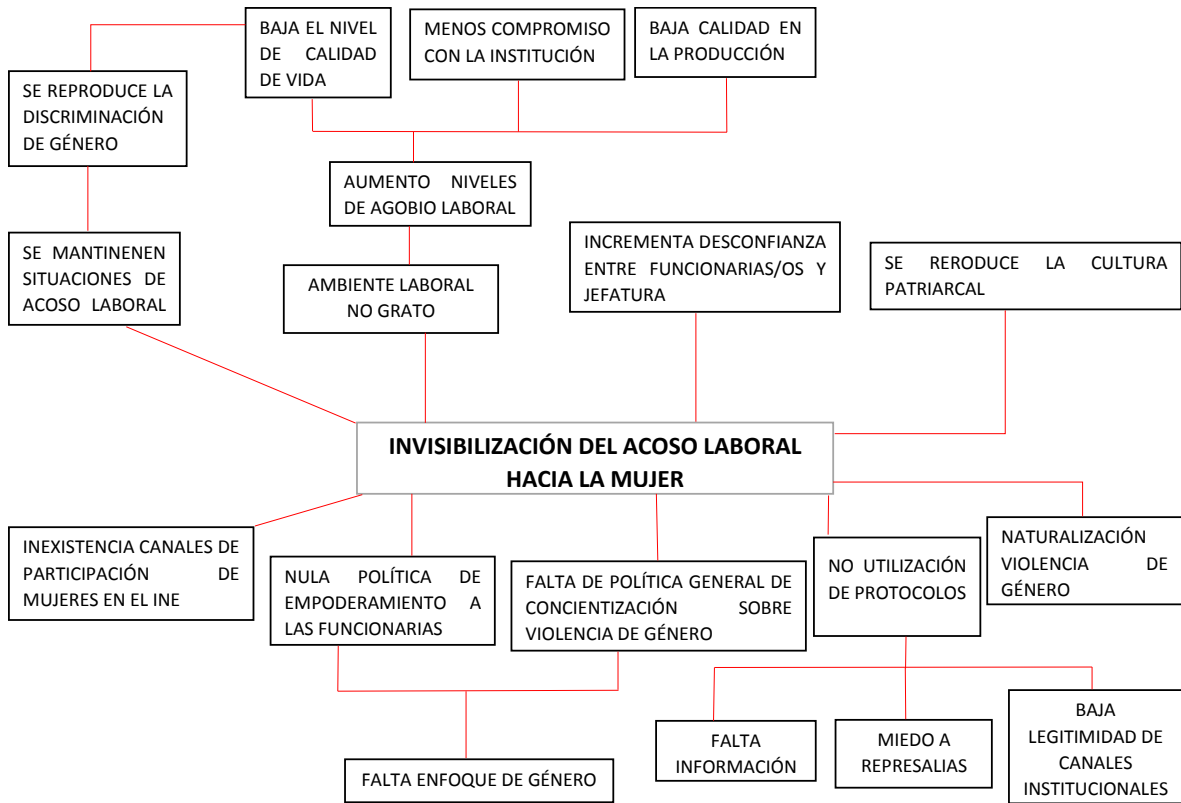 BAJA EL NIVEL
DE CALIDAD
DE VIDA
MENOS COMPROMISO
CON LA INSTITUCIÓN
BAJA CALIDAD EN
LA PRODUCCIÓN
SE REPRODUCE LA
DISCRIMINACIÓN
DE GÉNERO
AUMENTO NIVELES
DE AGOBIO LABORAL
SE MANTINENEN
SITUACIONES DE
ACOSO LABORAL
AMBIENTE LABORAL
NO GRATO
INCREMENTA DESCONFIANZA
ENTRE FUNCIONARIAS/OS Y
JEFATURA
SE RERODUCE LA CULTURA
PATRIARCAL
INVISIBILIZACIÓN DEL ACOSO LABORAL
HACIA LA MUJER
INEXISTENCIA CANALES DE
PARTICIPACIÓN DE
MUJERES EN EL INE
NULA POLÍTICA DE
EMPODERAMIENTO A
LAS FUNCIONARIAS
FALTA DE POLÍTICA GENERAL DE
CONCIENTIZACIÓN SOBRE
VIOLENCIA DE GÉNERO
NO UTILIZACIÓN
DE PROTOCOLOS
NATURALIZACIÓN
VIOLENCIA DE
GÉNERO
FALTA ENFOQUE DE GÉNERO
FALTA
INFORMACIÓN
MIEDO A
REPRESALIAS
BAJA
LEGITIMIDAD DE
CANALES
INSTITUCIONALES